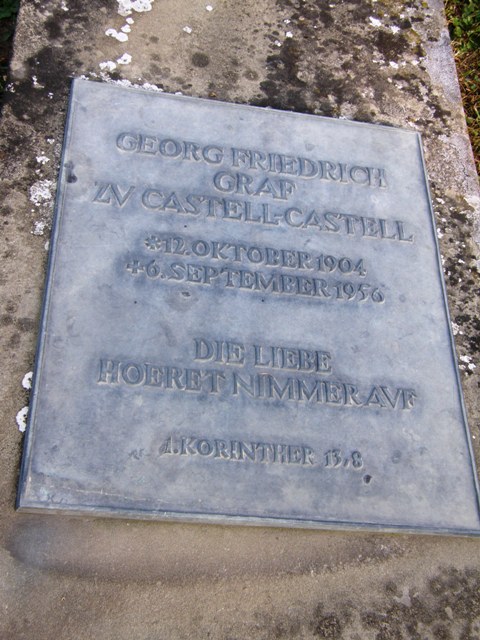 GEORG FRIEDRICH
GRAF
ZV CASTELL-CASTELL
*12.OKTOBER 1904
+6.SEPTEMBER 1956
DIE LIEBE
HOERET NIMMER AVF
1.KORINTHER 13,8